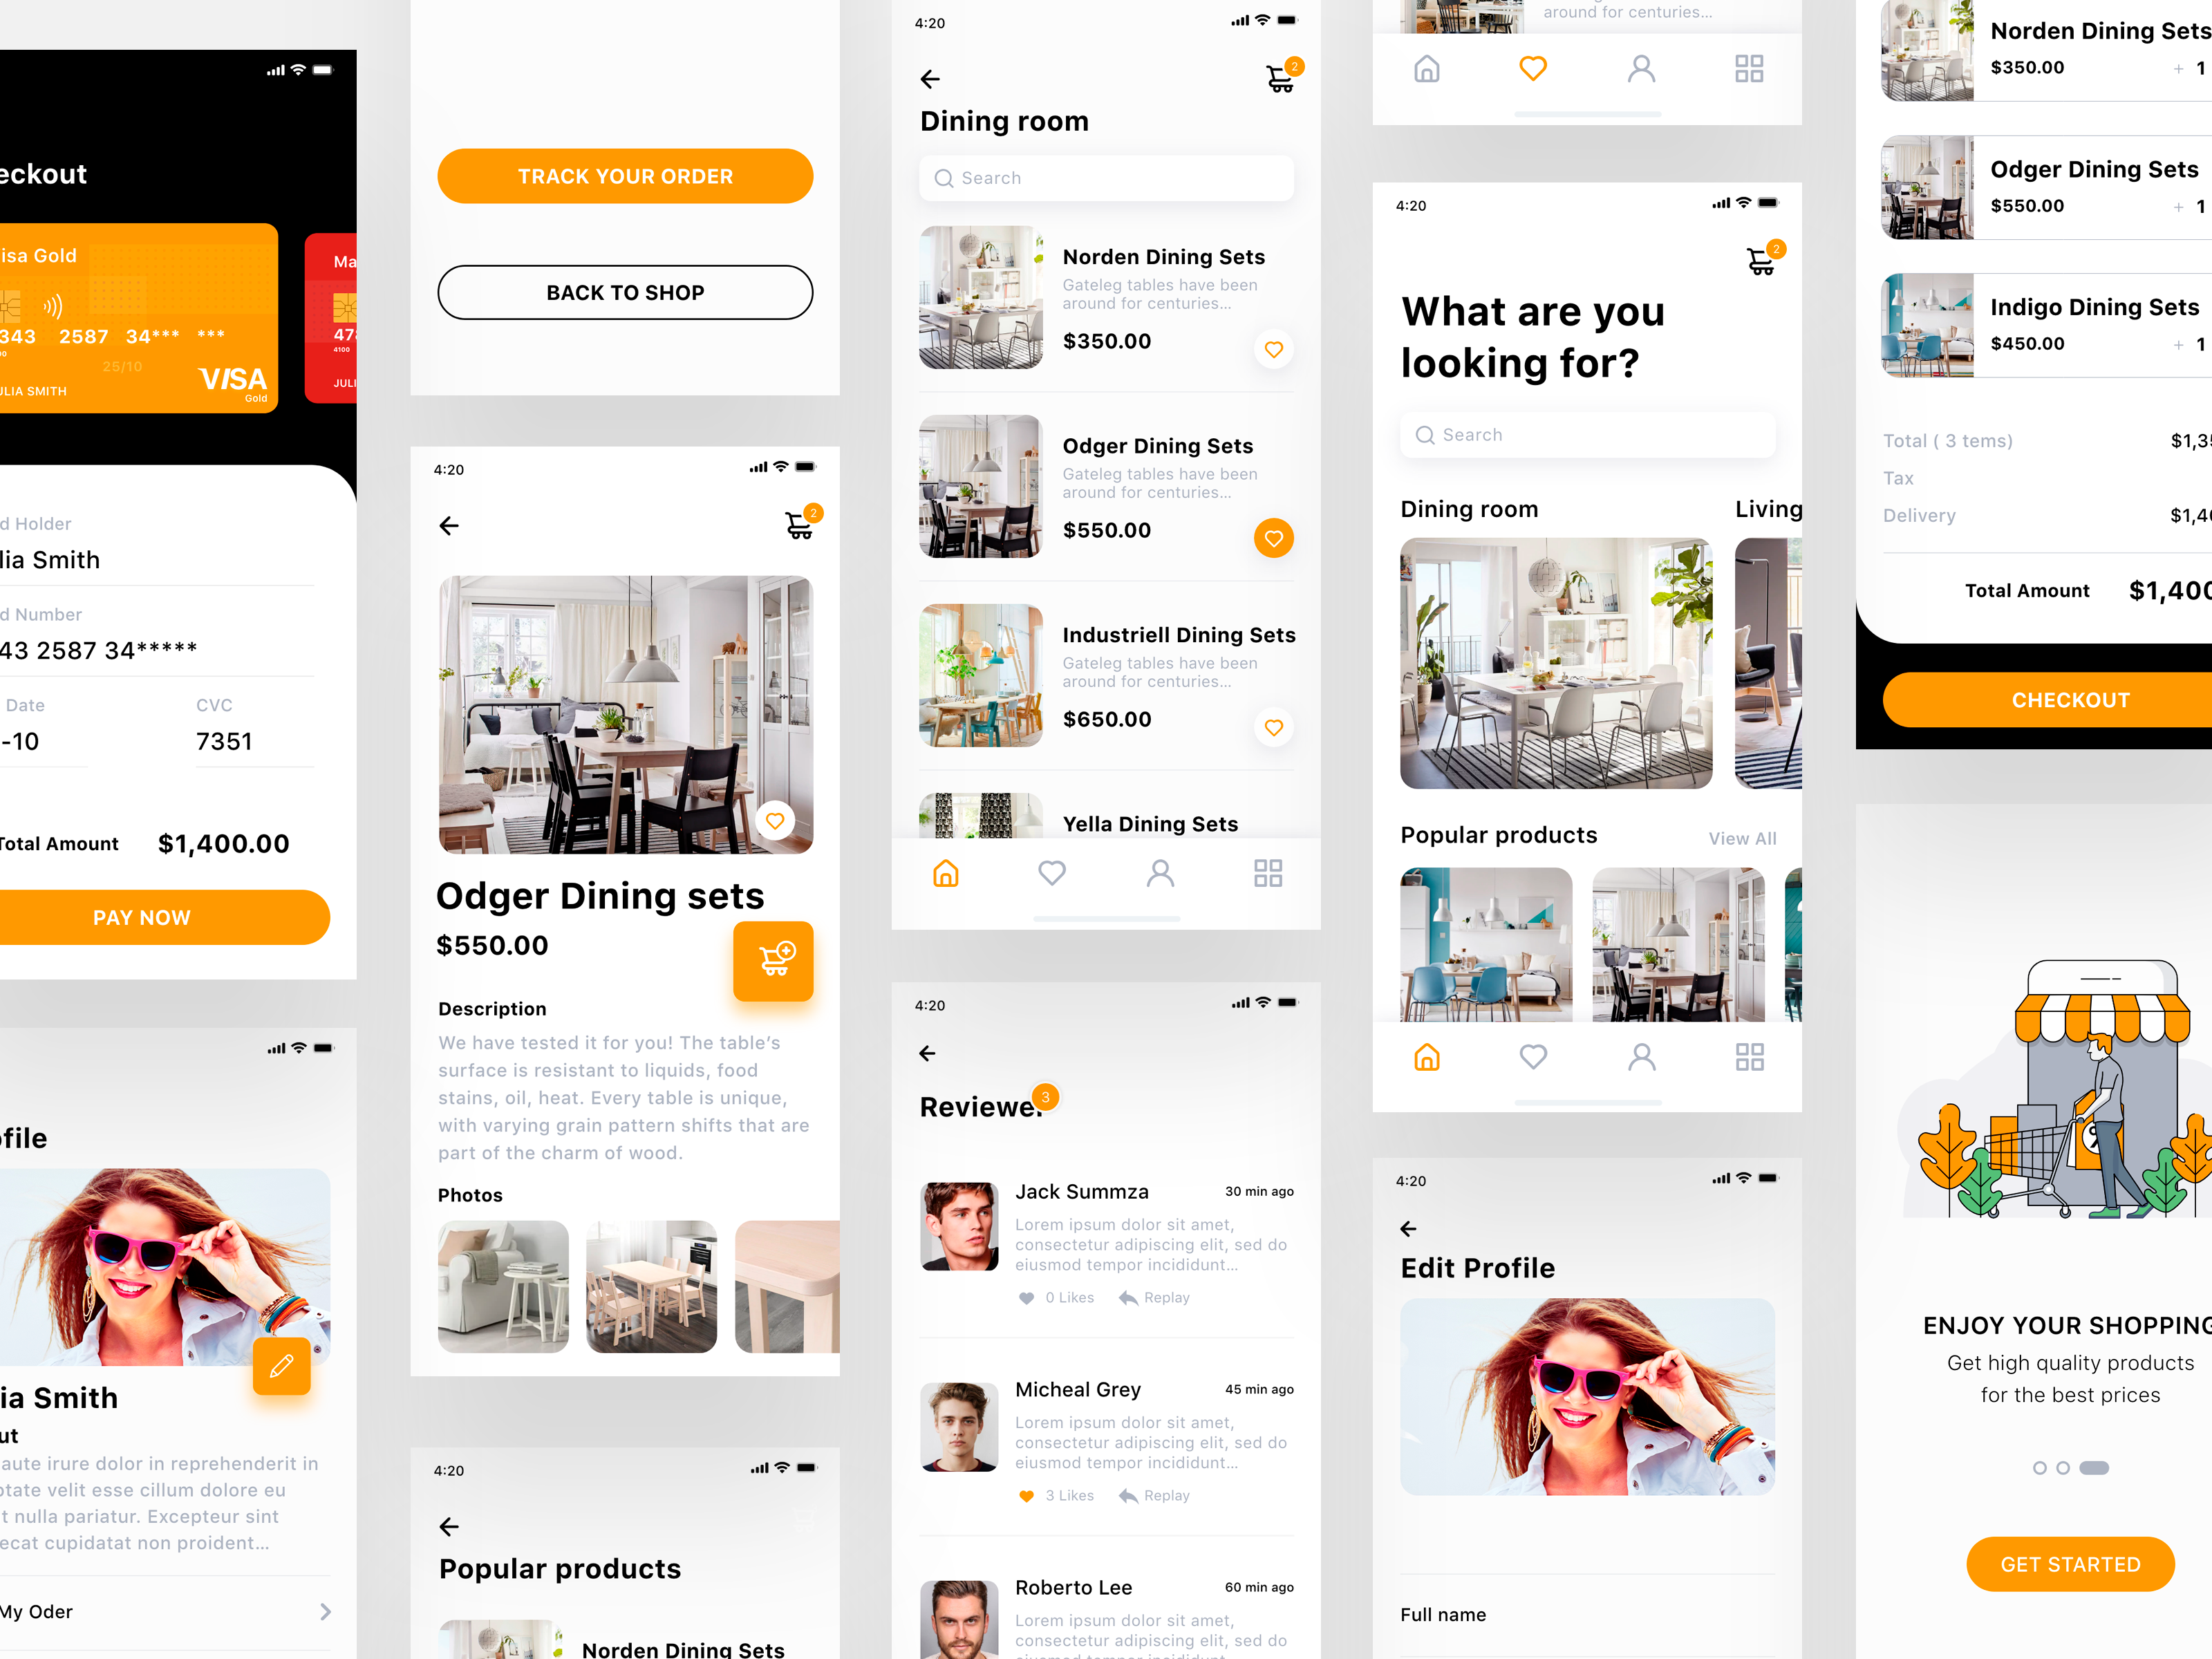 eckout
isa Gold
343 2587 34*** ***
25/10
ULIA SMITH
VISA
Gold
Ma
478
4100
JULI
d Holder
lia Smith
d Number
43 2587 34*****
Date
CVC
-10
7351
Total Amount
$1,400.00
PAY NOW
ofile
ia Smith
ut
aute irure dolor in reprehenderit in
ptate velit esse cillum dolore eu
t nulla pariatur. Excepteur sint
ecat cupidatat non proident...
My Oder
TRACK YOUR ORDER
BACK TO SHOP
4:20
2
Odger Dining sets
$550.00
Description
We have tested it for you! The table's
surface is resistant to liquids, food
stains, oil, heat. Every table is unique,
with varying grain pattern shifts that are
part of the charm of wood.
Photos
4:20
Popular products
Norden Dining Sets
4:20
2
Dining room
Search
Norden Dining Sets
Gateleg tables have been
around for centuries...
$350.00
Odger Dining Sets
Gateleg tables have been
around for centuries...
$550.00
Industriell Dining Sets
Gateleg tables have been
around for centuries...
$650.00
Yella Dining Sets
4:20
Reviewer
3
Jack Summza
30 min ago
Lorem ipsum dolor sit amet,
consectetur adipiscing elit, sed do
eiusmod tempor incididunt...
0 Likes
Replay
Micheal Grey
45 min ago
Lorem ipsum dolor sit amet,
consectetur adipiscing elit, sed do
eiusmod tempor incididunt...
3 Likes
Replay
Roberto Lee
60 min ago
Lorem ipsum dolor sit amet,
consectetur adipiscing elit, sed do
around for centuries...
4:20
2
What are you
looking for?
Search
Dining room
Living
Popular products
View All
4:20
Edit Profile
Full name
Norden Dining Sets
$350.00
+ 1
Odger Dining Sets
$550.00
+ 1
Indigo Dining Sets
$450.00
+ 1
Total ( 3 tems)
$1,35
Tax
Delivery
$1,40
Total Amount
$1,400
CHECKOUT
ENJOY YOUR SHOPPING
Get high quality products
for the best prices
GET STARTED